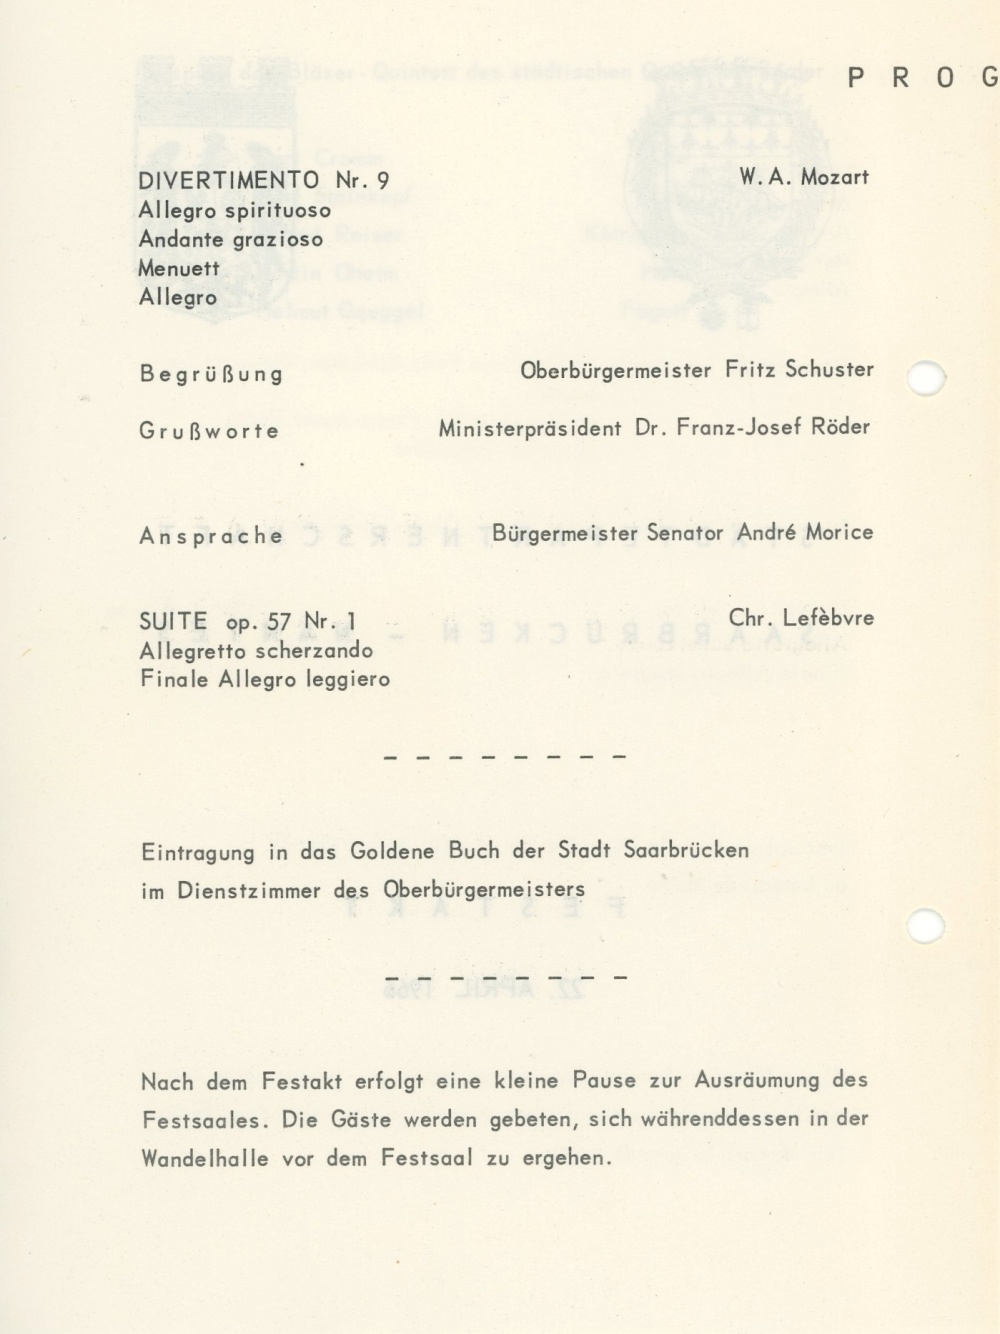 PROG
DIVERTIMENTO Nr. 9 W. A. Mozart
Allegro spirituoso
Andante grazioso
Menuett
Allegro
Begrüßung Oberbürgermeister Fritz Schuster
Grußworte Ministerpräsident Dr. Franz-Josef Röder
Ansprache Bürgermeister Senator André Morice
SUITE op. 57 Nr. 1 Chr. Lefèbvre
Allegretto scherzando
Finale Allegro leggiero
– – – – – – – –
Eintragung in das Goldene Buch der Stadt Saarbrücken
im Dienstzimmer des Oberbürgermeisters
– – – – – – – –
Nach dem Festakt erfolgt eine kleine Pause zur Ausräumung des
Festsaales. Die Gäste werden gebeten, sich währenddessen in der
Wandelhalle vor dem Festsaal zu ergehen.